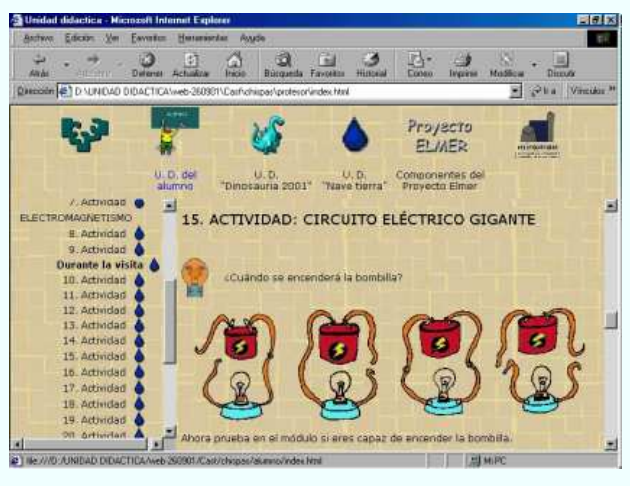 Unidad didactica - Microsoft Internet Explorer
Archivo Edición Ver Favoritos Herramientas Ayuda
Atrás Adelante Detener Actualizar Inicio Búsqueda Favoritos Historial Correo Imprimir Modificar Discutir
Dirección D:\UNIDAD DIDACTICA\web-260901\Cast\chispas\profesor\index.html Ir a Vínculos »
Proyecto
ELMER
U. D. del
alumno
U. D.
"Dinosauria 2001"
U. D.
"Nave tierra"
Componentes del
Proyecto Elmer
7. Actividad
ELECTROMAGNETISMO
8. Actividad
9. Actividad
Durante la visita
10. Actividad
11. Actividad
12. Actividad
13. Actividad
14. Actividad
15. Actividad
16. Actividad
17. Actividad
18. Actividad
19. Actividad
20. Actividad
15. ACTIVIDAD: CIRCUITO ELÉCTRICO GIGANTE
¿Cuándo se encenderá la bombilla?
Ahora prueba en el módulo si eres capaz de encender la bombilla.
file:///D:/UNIDAD DIDACTICA/web-260901/Cast/chispas/alumno/index.html
Mi PC